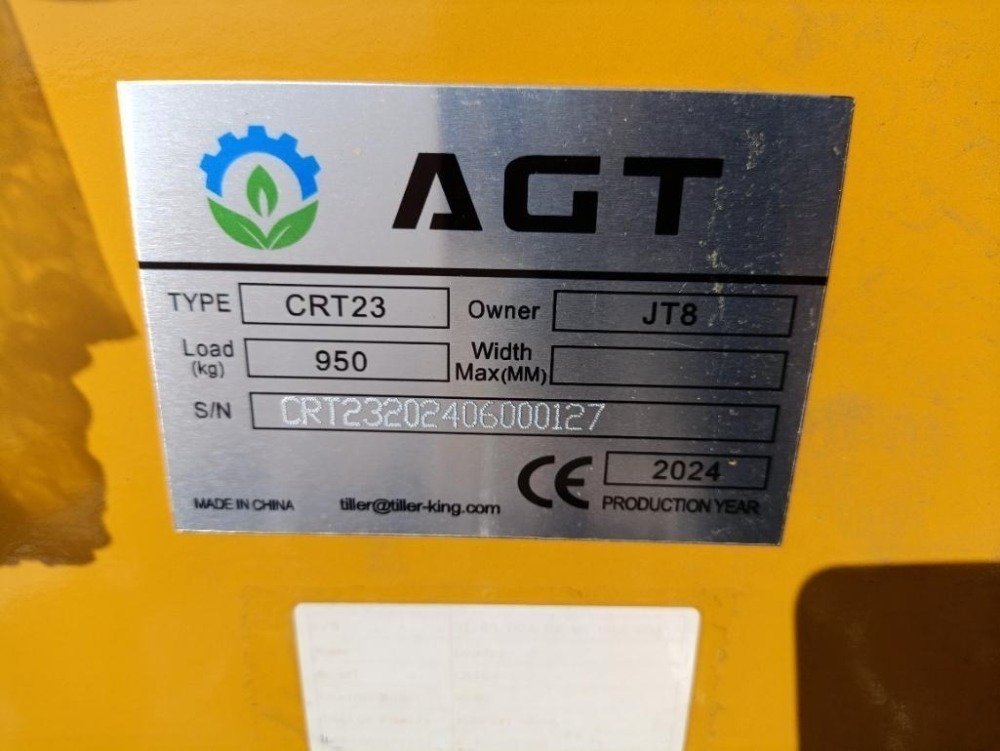 AGT
TYPE CRT23 Owner JT8
Load (kg) 950 Width Max(MM)
S/N CRT23202406000127
CE 2024
MADE IN CHINA tiller@tiller-king.com PRODUCTION YEAR